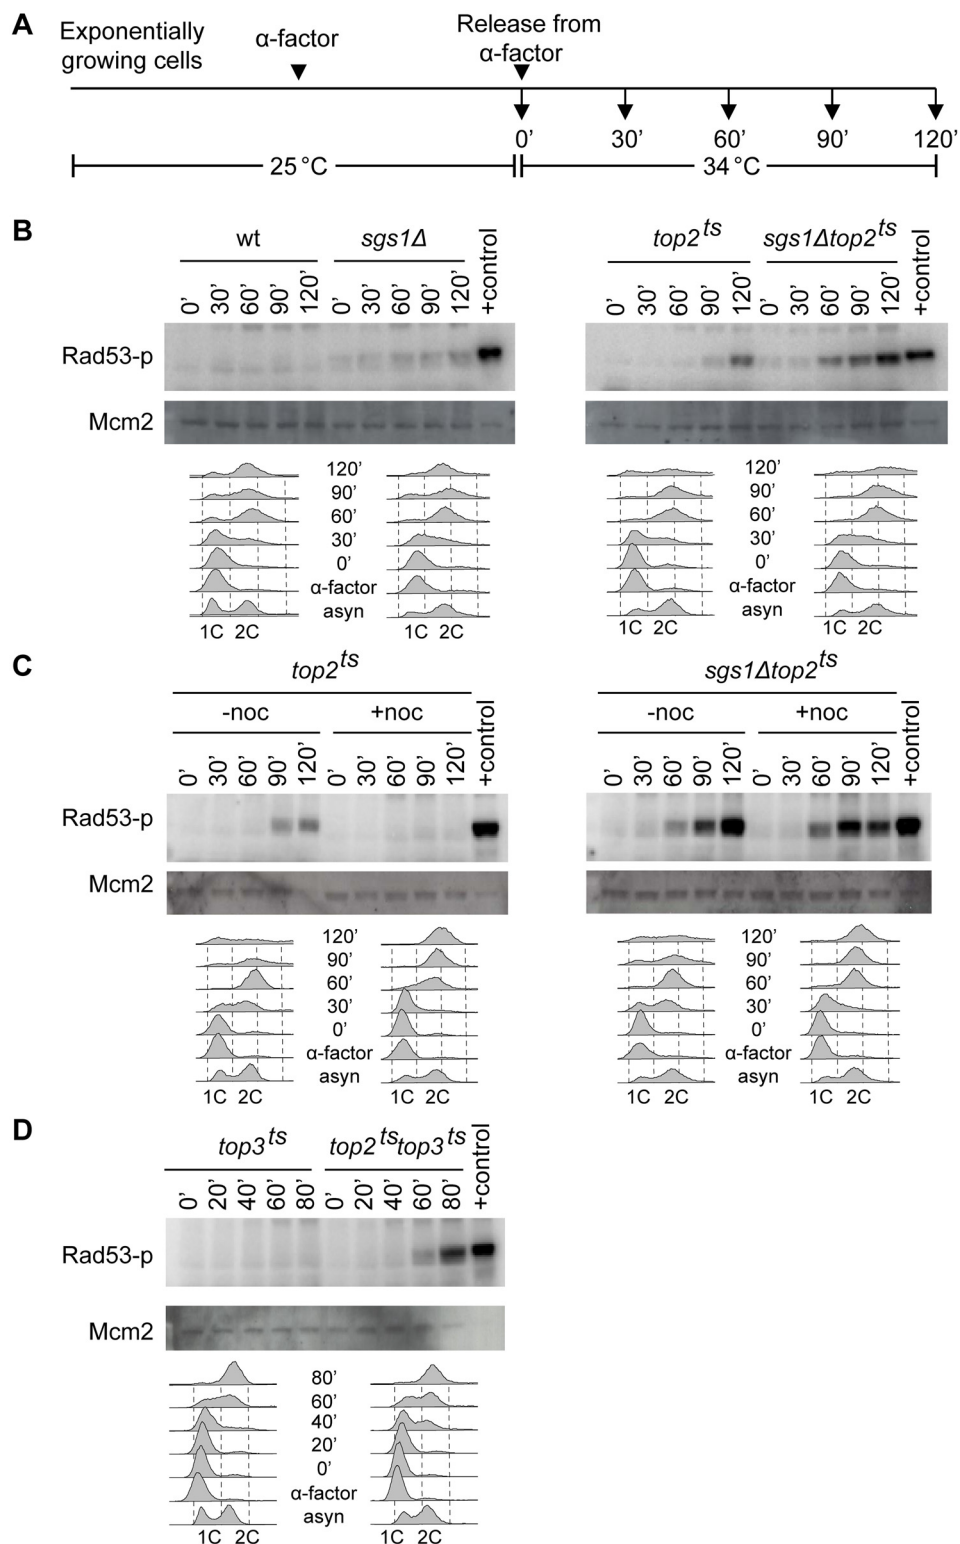 A
Exponentially
growing cells
α-factor
Release from
α-factor
0’ 30’ 60’ 90’ 120’
25 °C 34 °C
B
wt sgs1Δ +control
0’ 30’ 60’ 90’ 120’ 0’ 30’ 60’ 90’ 120’
top2ts sgs1Δtop2ts +control
0’ 30’ 60’ 90’ 120’ 0’ 30’ 60’ 90’ 120’
Rad53-p
Mcm2
120’ 120’
90’ 90’
60’ 60’
30’ 30’
0’ 0’
α-factor α-factor
asyn asyn
1C 2C 1C 2C 1C 2C 1C 2C
C
top2ts sgs1Δtop2ts
-noc +noc +control -noc +noc +control
0’ 30’ 60’ 90’ 120’ 0’ 30’ 60’ 90’ 120’ 0’ 30’ 60’ 90’ 120’ 0’ 30’ 60’ 90’ 120’
Rad53-p
Mcm2
120’ 120’
90’ 90’
60’ 60’
30’ 30’
0’ 0’
α-factor α-factor
asyn asyn
1C 2C 1C 2C 1C 2C 1C 2C
D
top3ts top2tstop3ts +control
0’ 20’ 40’ 60’ 80’ 0’ 20’ 40’ 60’ 80’
Rad53-p
Mcm2
80’
60’
40’
20’
0’
α-factor
asyn
1C 2C 1C 2C